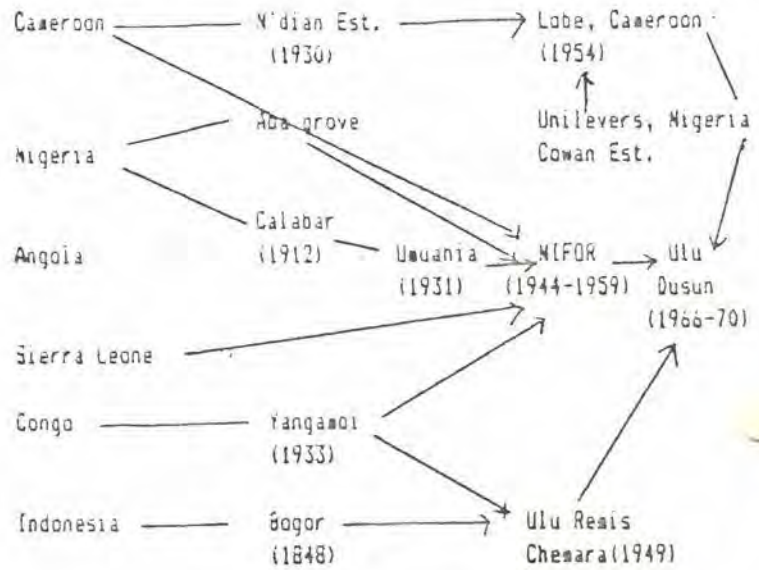 Cameroon N'dian Est. Lobe, Cameroon
(1930) (1954)
Aba grove Unilevers, Nigeria
Nigeria Cowan Est.
Calabar
Angola (1912) Umuania NIFOR Ulu
(1931) (1944-1959) Dusun
(1966-70)
Sierra Leone
Congo Yangamoi
(1933)
Indonesia Bogor Ulu Remis
(1848) Chemara(1949)